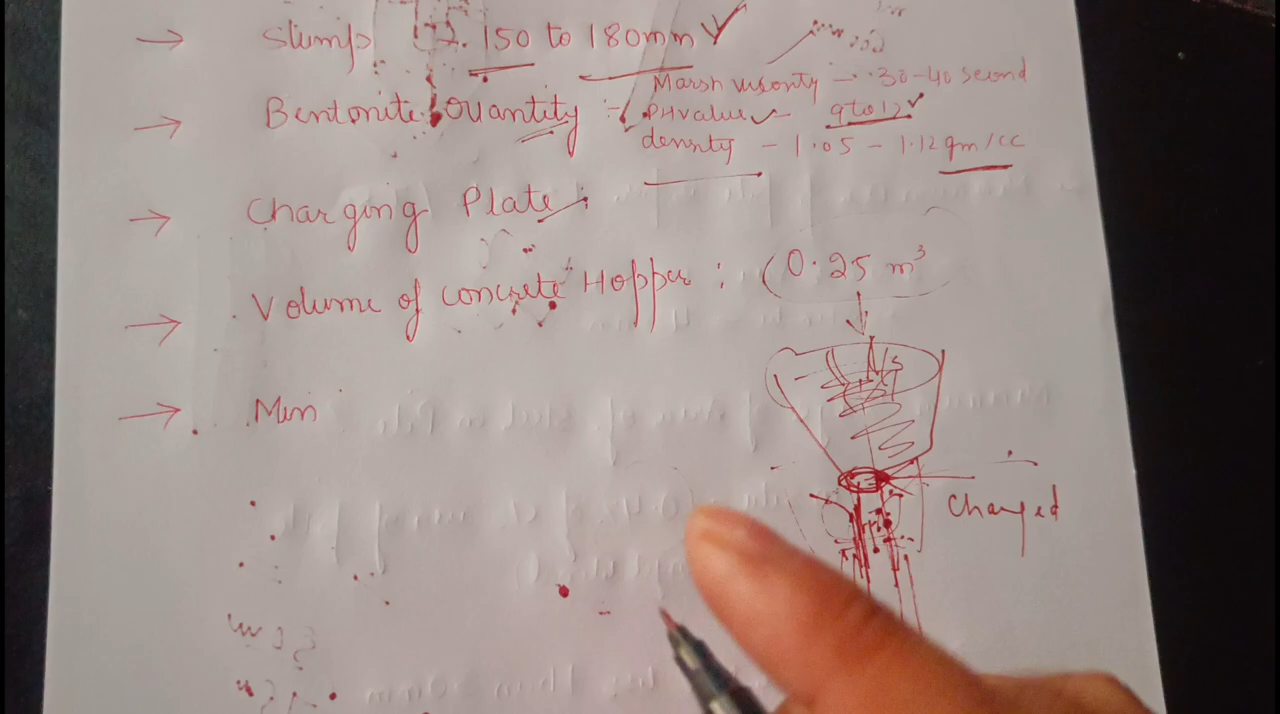 → Slump : 150 to 180mm ✓
Marsh viscosity - 30-40 second
→ Bentonite Quantity :- PH value - 9 to 12 ✓
density - 1.05 - 1.12 gm/cc
→ Charging Plate :
→ Volume of concrete Hopper : (0.25 m³
→ Min
Charged